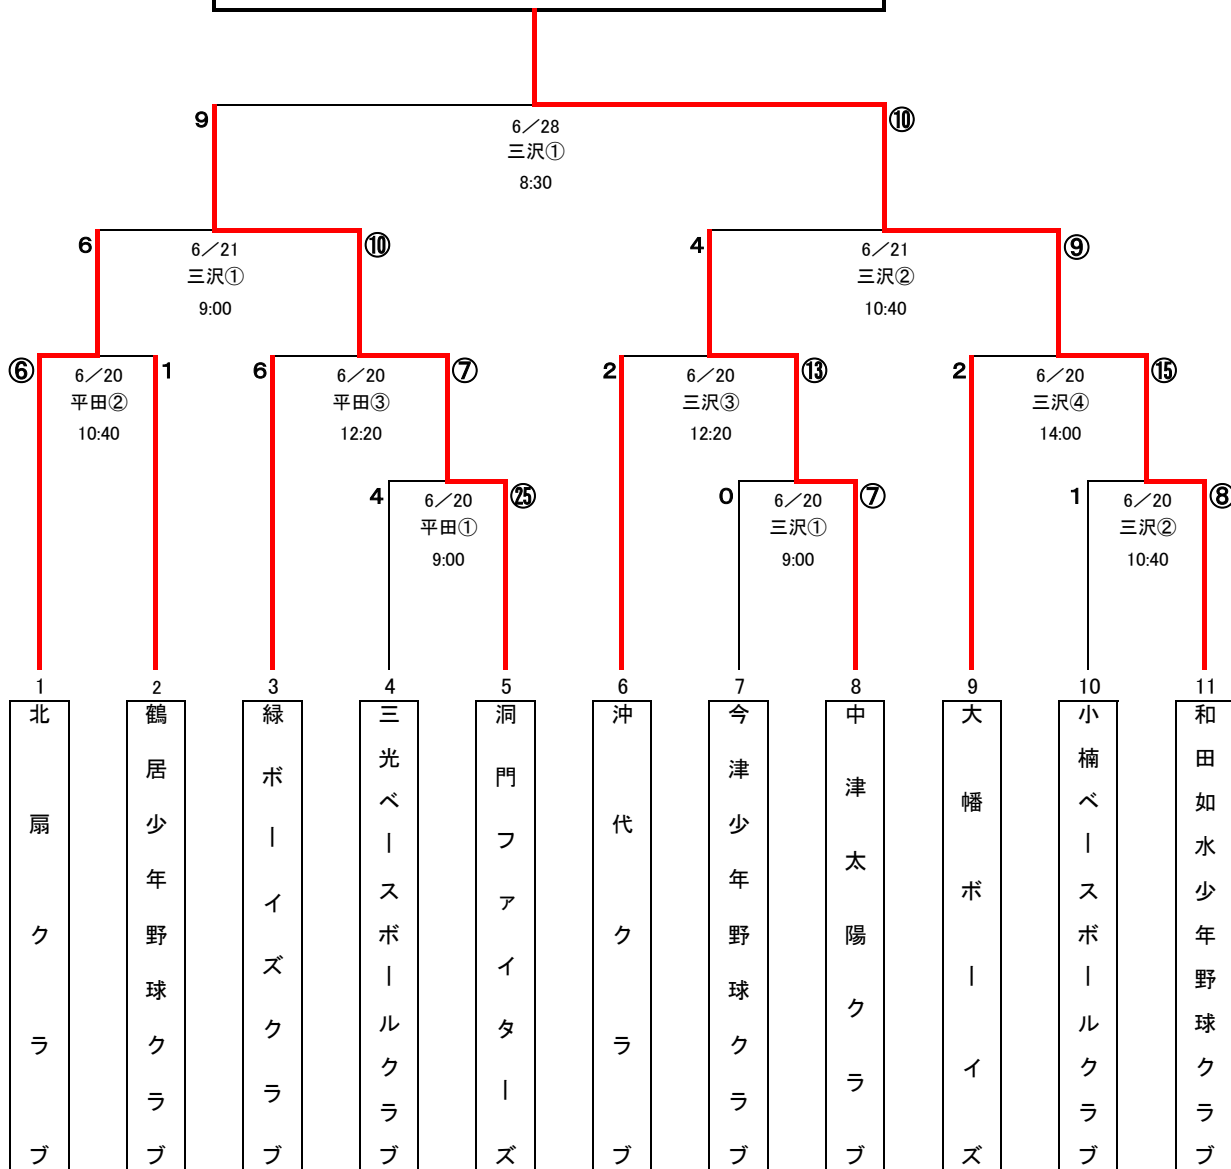 9
⑩
6／28
三沢①
8:30
6
⑩
4
⑨
6／21
三沢①
9:00
6／21
三沢②
10:40
⑥
1
6
⑦
2
⑬
2
⑮
6／20
平田②
10:40
6／20
平田③
12:20
6／20
三沢③
12:20
6／20
三沢④
14:00
4
㉕
0
⑦
1
⑧
6／20
平田①
9:00
6／20
三沢①
9:00
6／20
三沢②
10:40
1
2
3
4
5
6
7
8
9
10
11
北扇クラブ
鶴居少年野球クラブ
緑ボーイズクラブ
三光ベースボールクラブ
洞門ファイターズ
沖代クラブ
今津少年野球クラブ
中津太陽クラブ
大幡ボーイズ
小楠ベースボールクラブ
和田如水少年野球クラブ